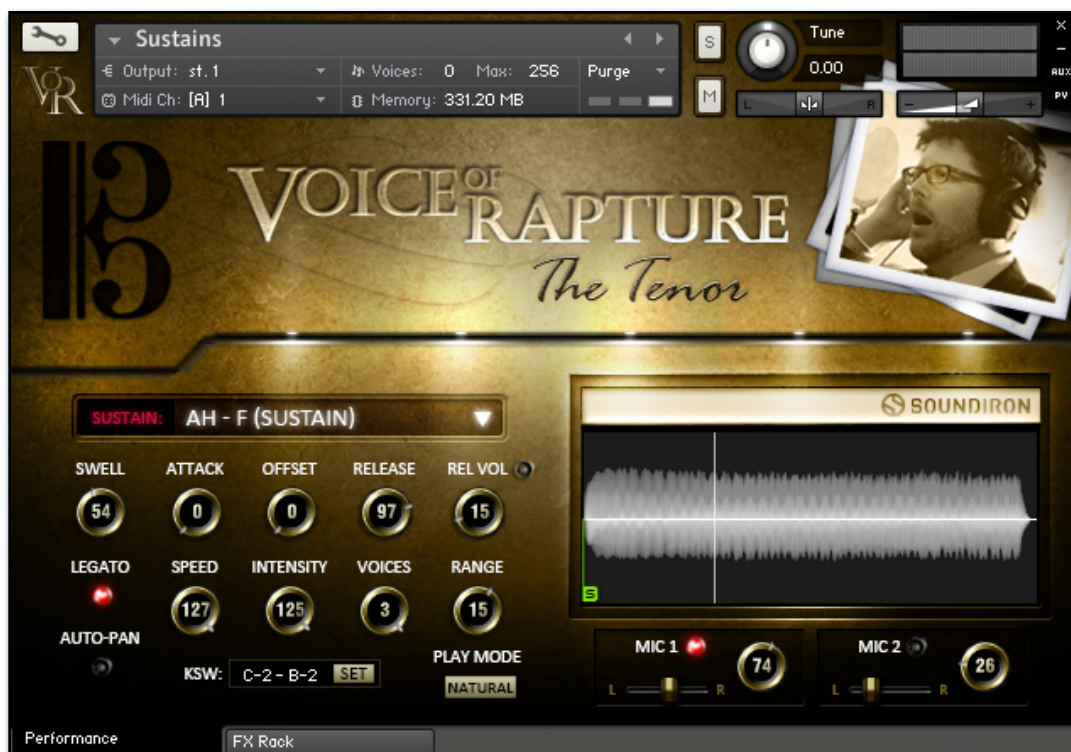 Sustains
S
Tune
×
Output: st.1
Voices: 0 Max: 256
Purge
0.00
–
AUX
VOR
Midi Ch: [A] 1
Memory: 331.20 MB
M
L R
– +
PV
VOICE OF RAPTURE
The Tenor
SUSTAIN: AH - F (SUSTAIN)
SOUNDIRON
SWELL ATTACK OFFSET RELEASE REL VOL
54 0 0 97 15
LEGATO SPEED INTENSITY VOICES RANGE
127 125 3 15
S
AUTO-PAN
KSW: C-2 - B-2 SET
PLAY MODE
NATURAL
MIC 1 74
L R
MIC 2 26
L R
Performance
FX Rack